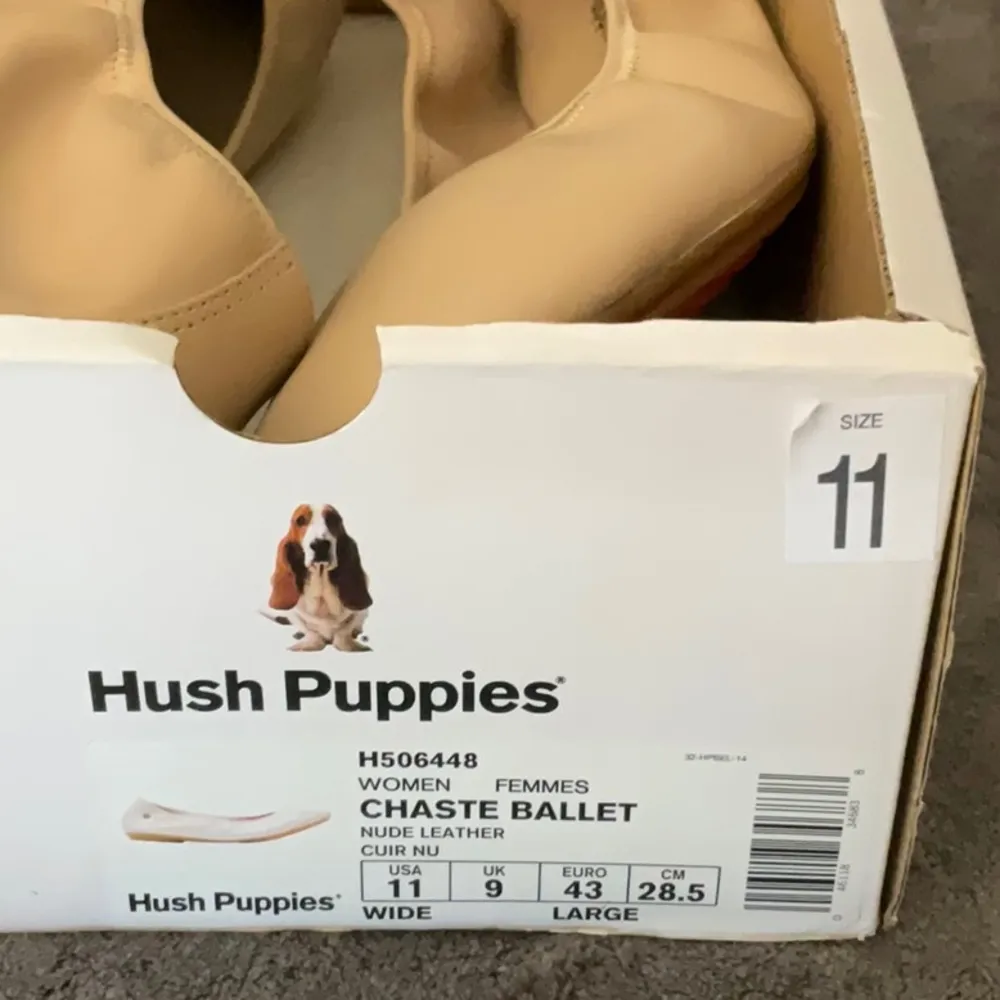 SIZE
11
Hush Puppies®
H506448
WOMEN FEMMES
CHASTE BALLET
NUDE LEATHER
CUIR NU
USA UK EURO CM
11 9 43 28.5
WIDE LARGE
Hush Puppies®